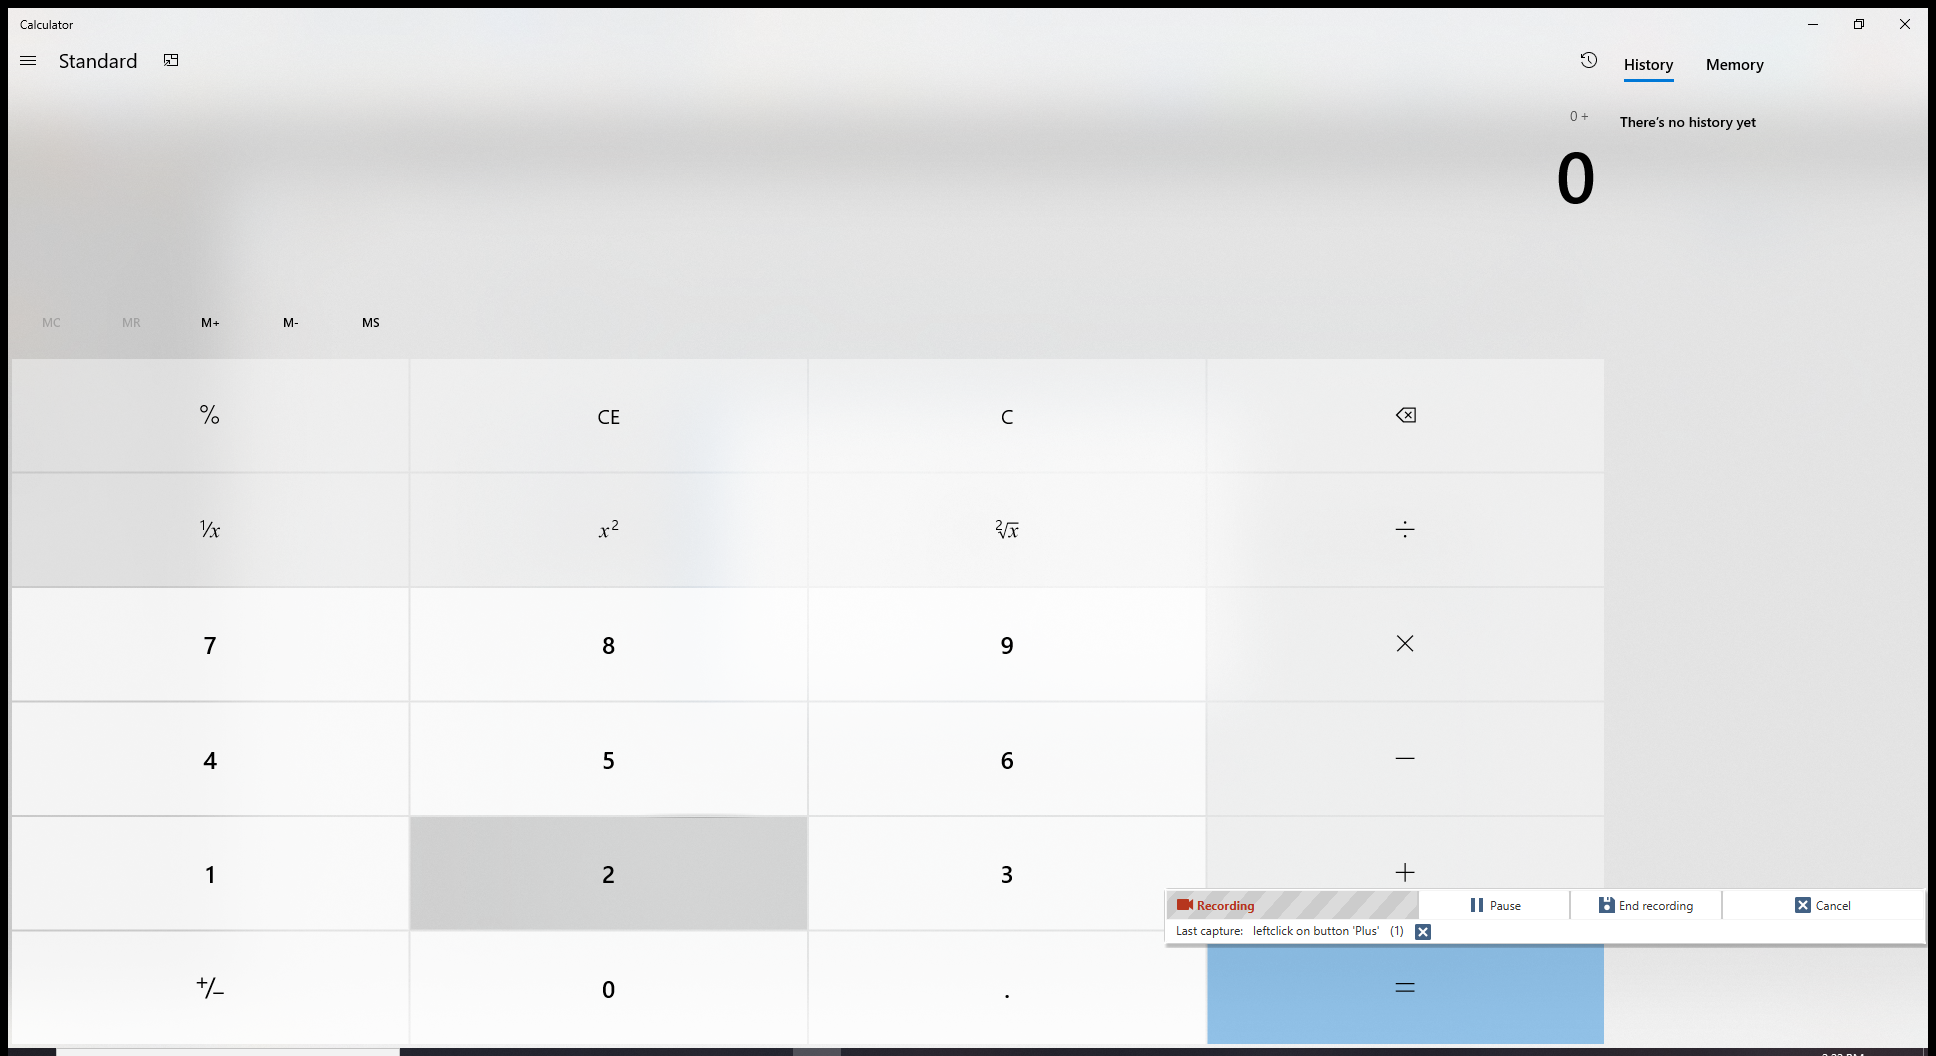 Calculator
Standard
History Memory
0 +
There's no history yet
0
MC MR M+ M- MS
% CE C
1/x x2 2√x ÷
7 8 9 ×
4 5 6 −
1 2 3 +
Recording Pause End recording Cancel
Last capture: leftclick on button 'Plus' (1)
+/− 0 . =